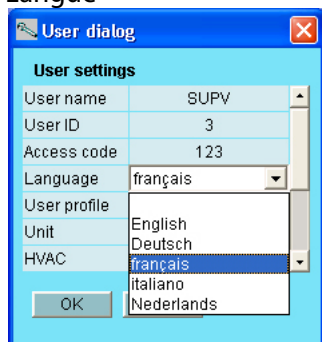 Langue
User dialog
User settings
User name SUPV
User ID 3
Access code 123
Language français
User profile
Unit English
Deutsch
HVAC français
italiano
OK Nederlands